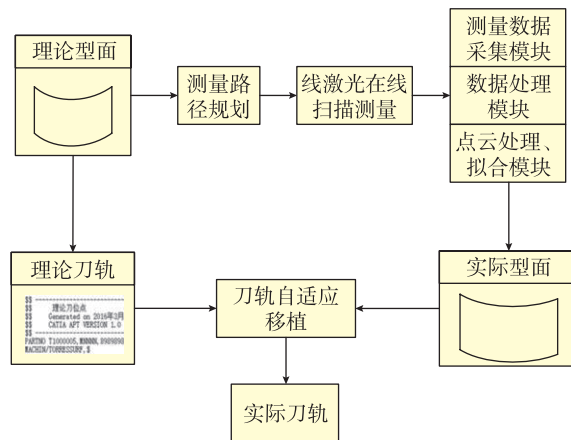 理论型面
测量路
径规划
线激光在线
扫描测量
测量数据
采集模块
数据处理
模块
点云处理、
拟合模块
理论刀轨
$$
$$ 理论刀位点
$$ Generated on 2016年3月
$$ CATIA APT VERSION 1.0
$$
PARTNO T1000005,
MACHIN/TORRESSURF,$
刀轨自适应
移植
实际型面
实际刀轨